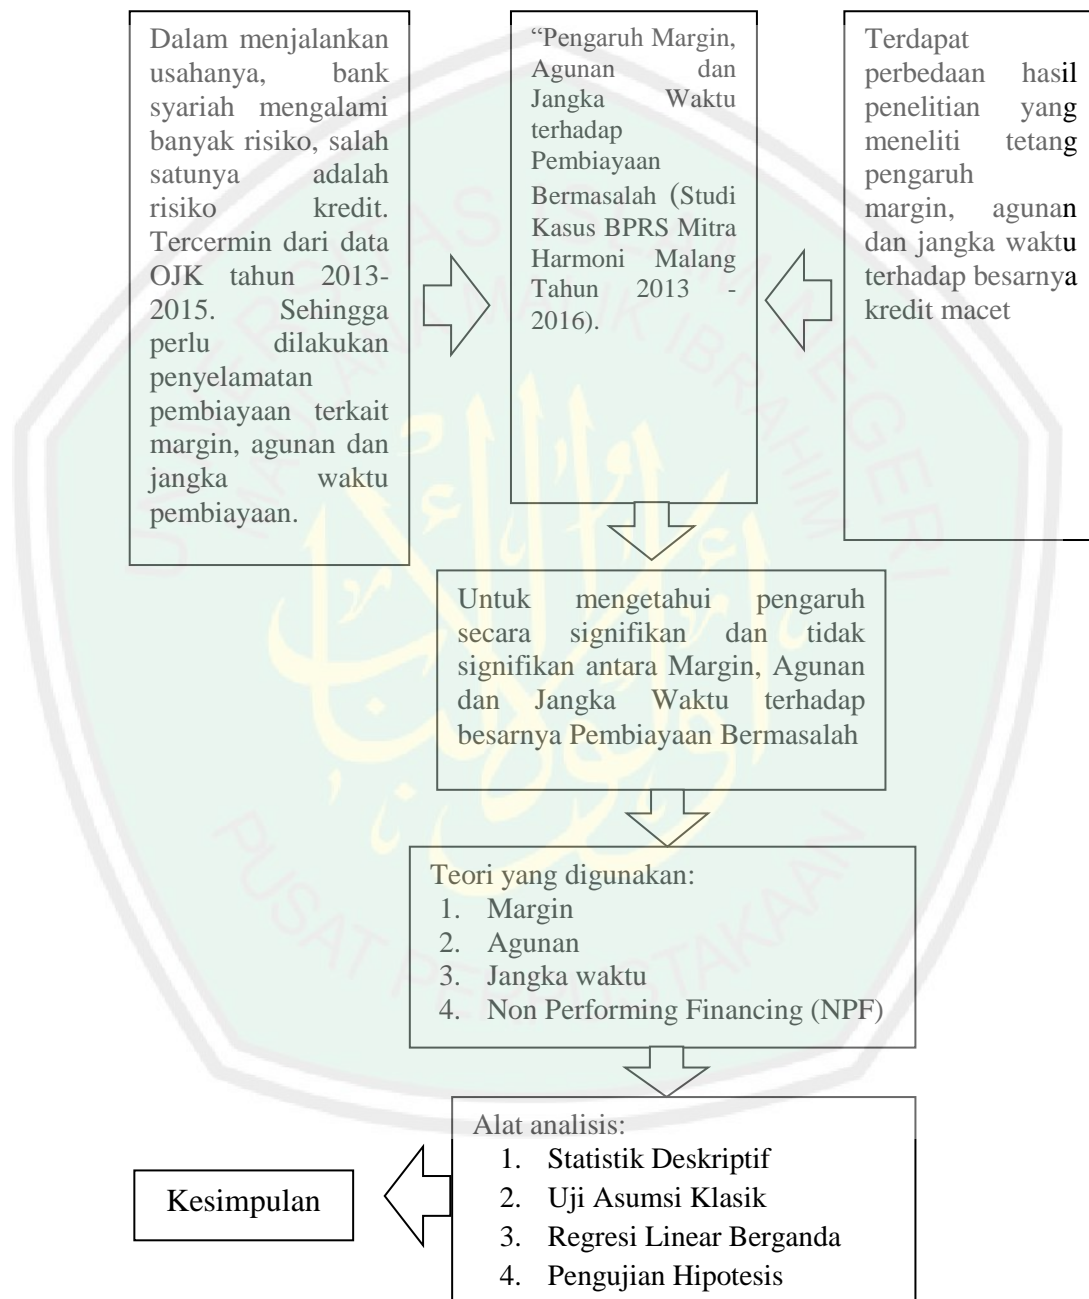 Dalam menjalankan
usahanya, bank
syariah mengalami
banyak risiko, salah
satunya adalah
risiko kredit.
Tercermin dari data
OJK tahun 2013-
2015. Sehingga
perlu dilakukan
penyelamatan
pembiayaan terkait
margin, agunan dan
jangka waktu
pembiayaan.
“Pengaruh Margin,
Agunan dan
Jangka Waktu
terhadap
Pembiayaan
Bermasalah (Studi
Kasus BPRS Mitra
Harmoni Malang
Tahun 2013 -
2016).
Terdapat
perbedaan hasil
penelitian yang
meneliti tetang
pengaruh
margin, agunan
dan jangka waktu
terhadap besarnya
kredit macet
Untuk mengetahui pengaruh
secara signifikan dan tidak
signifikan antara Margin, Agunan
dan Jangka Waktu terhadap
besarnya Pembiayaan Bermasalah
Teori yang digunakan:
1. Margin
2. Agunan
3. Jangka waktu
4. Non Performing Financing (NPF)
Alat analisis:
1. Statistik Deskriptif
2. Uji Asumsi Klasik
3. Regresi Linear Berganda
4. Pengujian Hipotesis
Kesimpulan